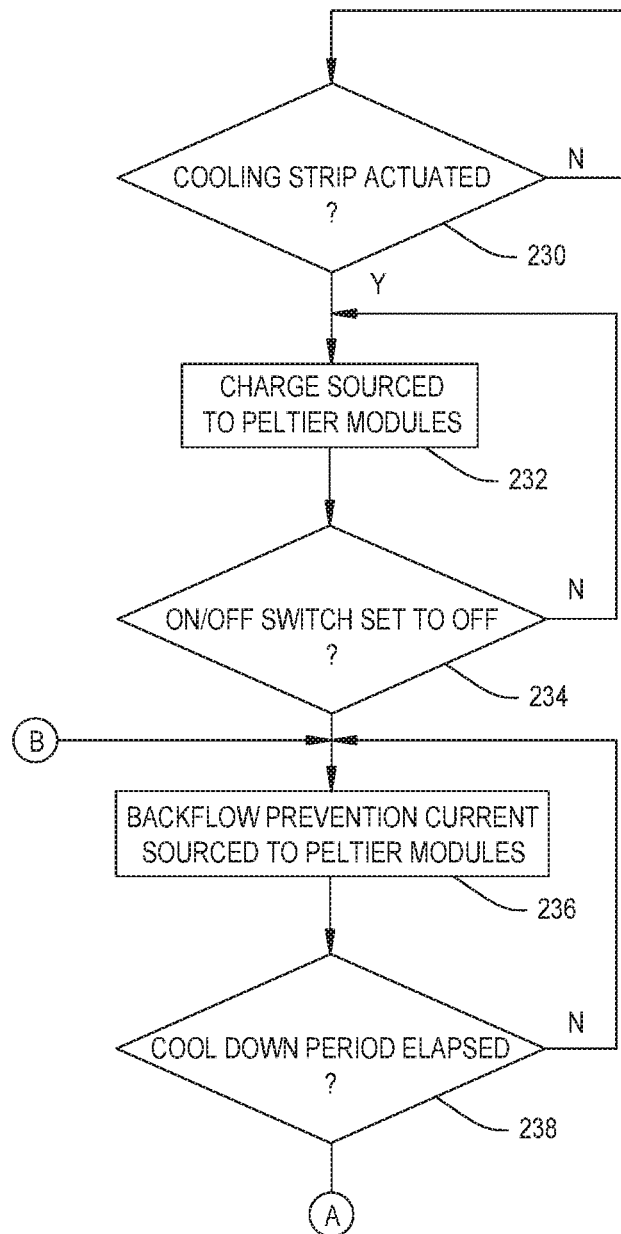 COOLING STRIP ACTUATED
?
N
230
Y
CHARGE SOURCED
TO PELTIER MODULES
232
ON/OFF SWITCH SET TO OFF
?
N
234
B
BACKFLOW PREVENTION CURRENT
SOURCED TO PELTIER MODULES
236
COOL DOWN PERIOD ELAPSED
?
N
238
A